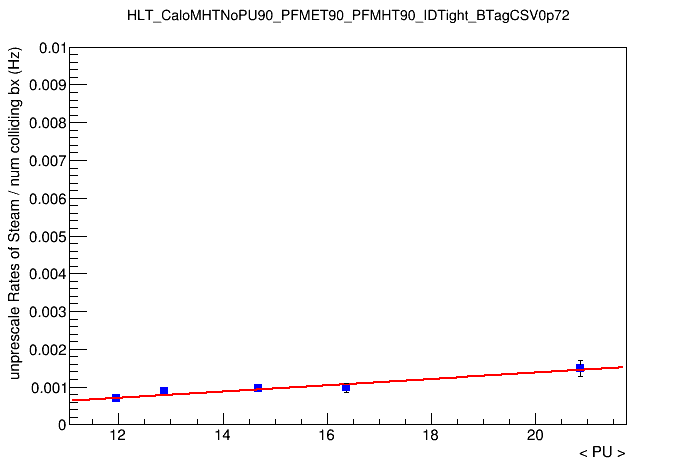 HLT_CaloMHTNoPU90_PFMET90_PFMHT90_IDTight_BTagCSV0p72
unprescale Rates of Steam / num colliding bx (Hz)
0.01
0.009
0.008
0.007
0.006
0.005
0.004
0.003
0.002
0.001
0
12 14 16 18 20
< PU >